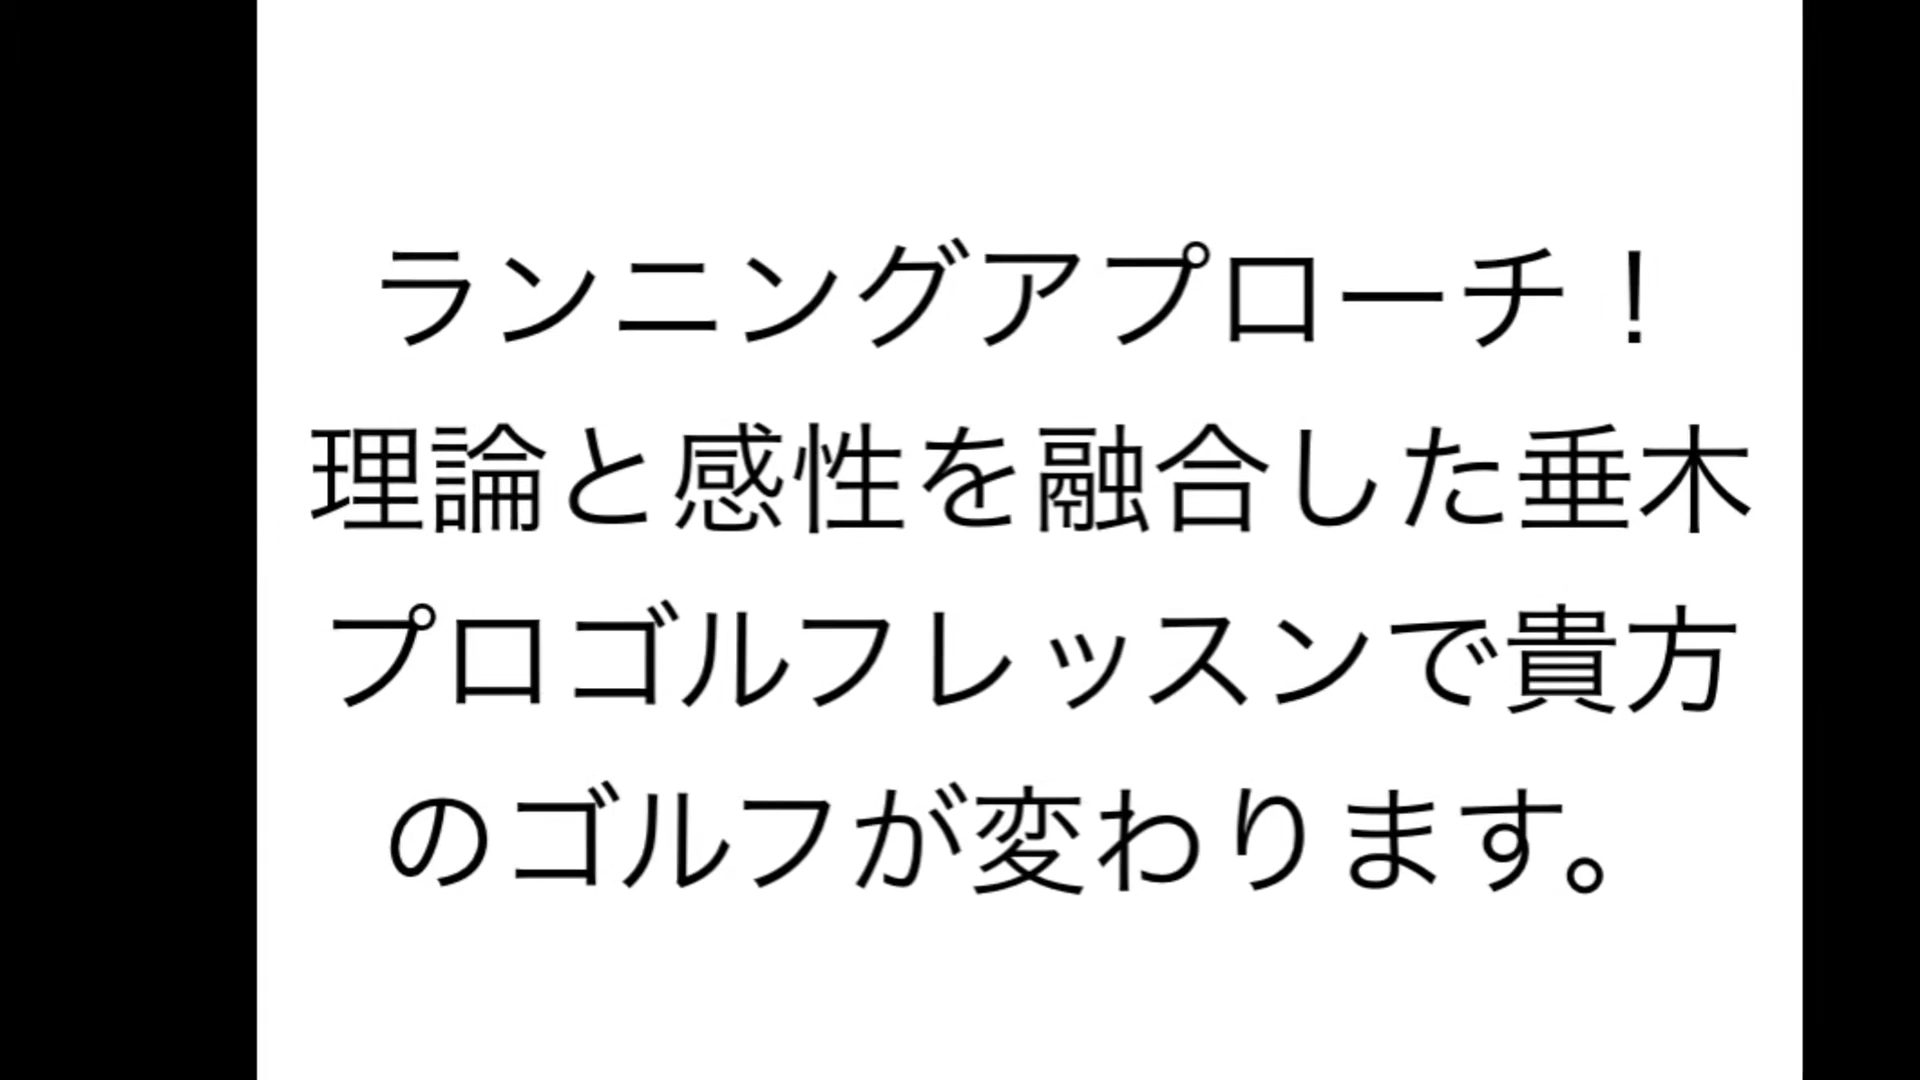 ランニングアプローチ！
理論と感性を融合した垂木
プロゴルフレッスンで貴方
のゴルフが変わります。